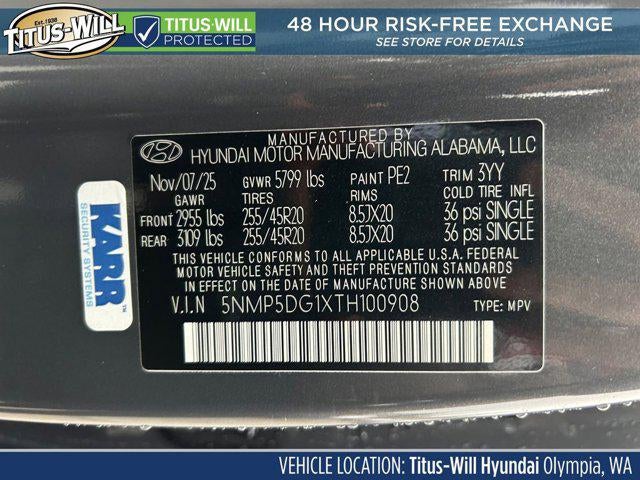 Est.1938
TITUS-WILL
TITUS-WILL
PROTECTED
48 HOUR RISK-FREE EXCHANGE
SEE STORE FOR DETAILS
MANUFACTURED BY
HYUNDAI MOTOR MANUFACTURING ALABAMA, LLC
Nov/07/25 GVWR 5799 lbs PAINT PE2 TRIM 3YY
GAWR TIRES RIMS COLD TIRE INFL
FRONT 2955 lbs 255/45R20 8.5JX20 36 psi SINGLE
REAR 3109 lbs 255/45R20 8.5JX20 36 psi SINGLE
THIS VEHICLE CONFORMS TO ALL APPLICABLE U.S.A. FEDERAL
MOTOR VEHICLE SAFETY AND THEFT PREVENTION STANDARDS
IN EFFECT ON THE DATE OF MANUFACTURE SHOWN ABOVE
V.I.N 5NMP5DG1XTH100908 TYPE: MPV
KARR™
SECURITY SYSTEMS
VEHICLE LOCATION: Titus-Will Hyundai Olympia, WA